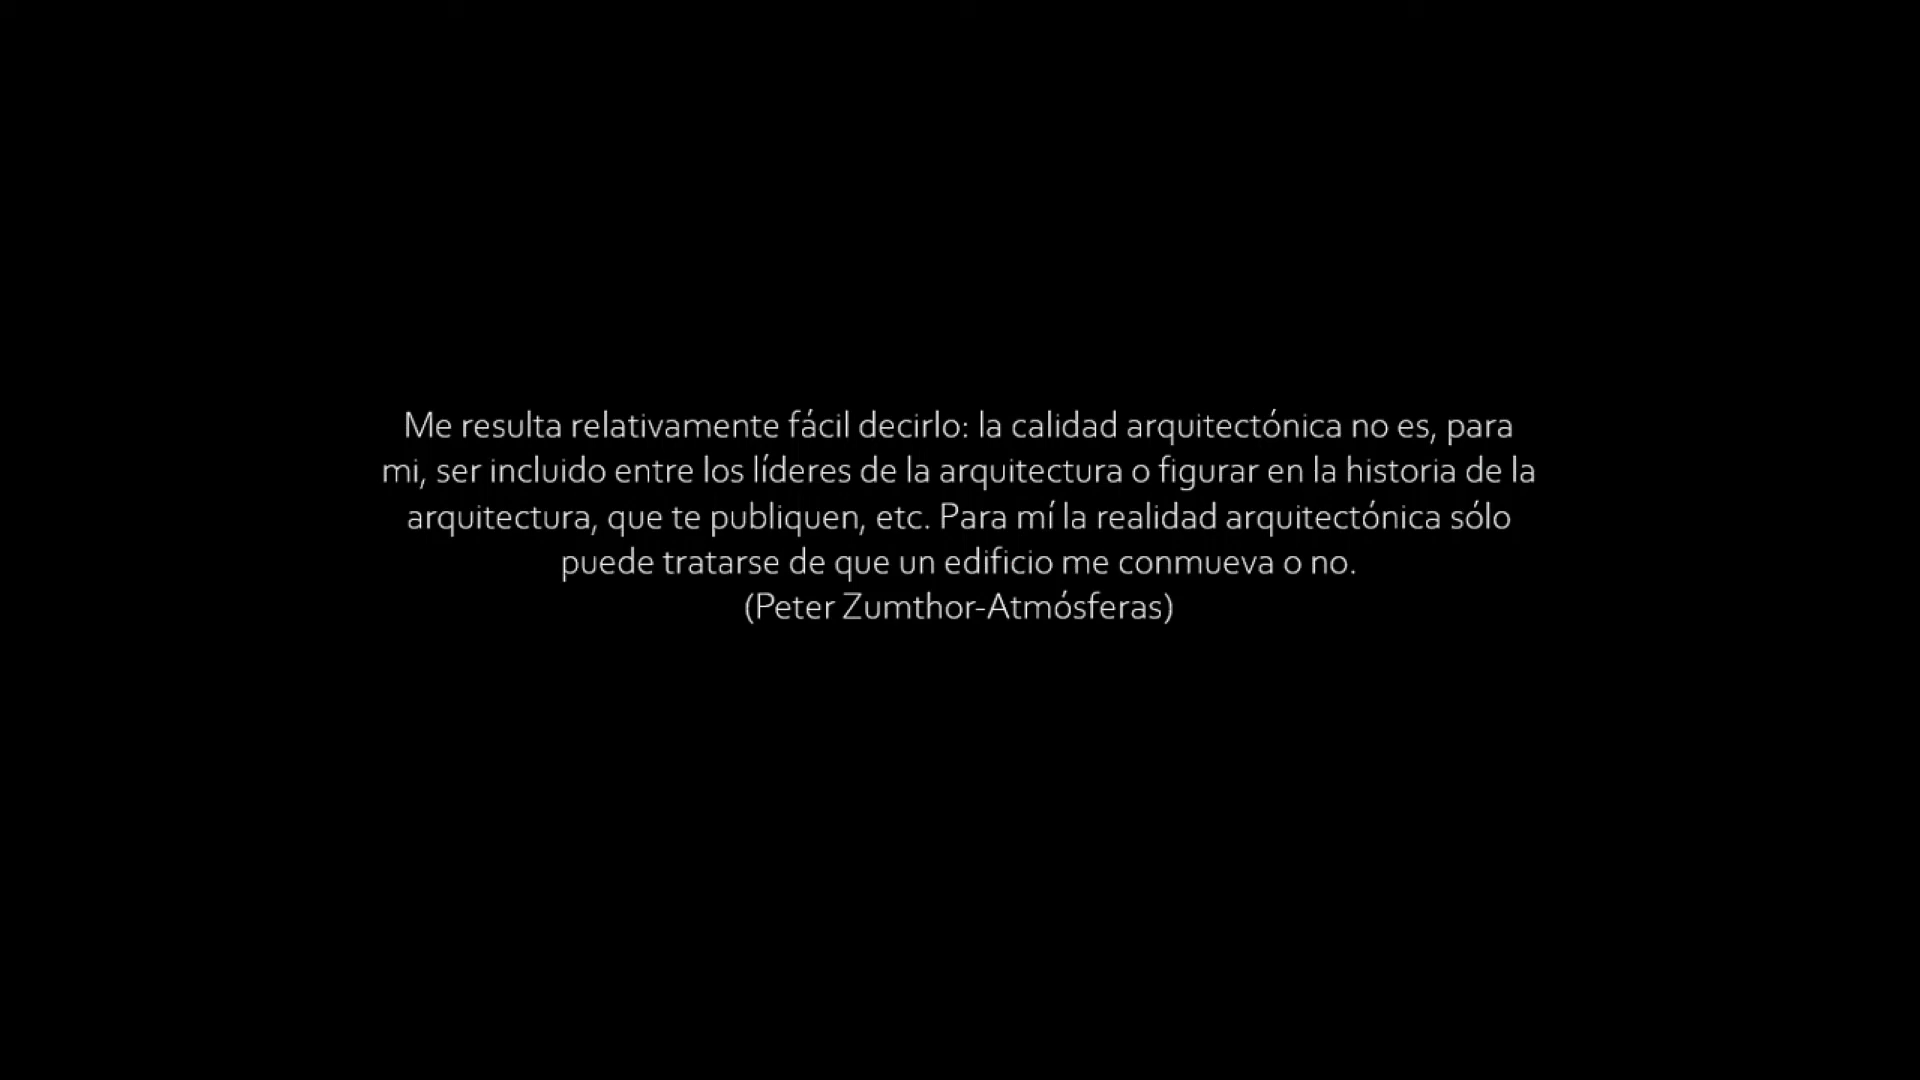 Me resulta relativamente fácil decirlo: la calidad arquitectónica no es, para
mi, ser incluido entre los líderes de la arquitectura o figurar en la historia de la
arquitectura, que te publiquen, etc. Para mí la realidad arquitectónica sólo
puede tratarse de que un edificio me conmueva o no.
(Peter Zumthor-Atmósferas)